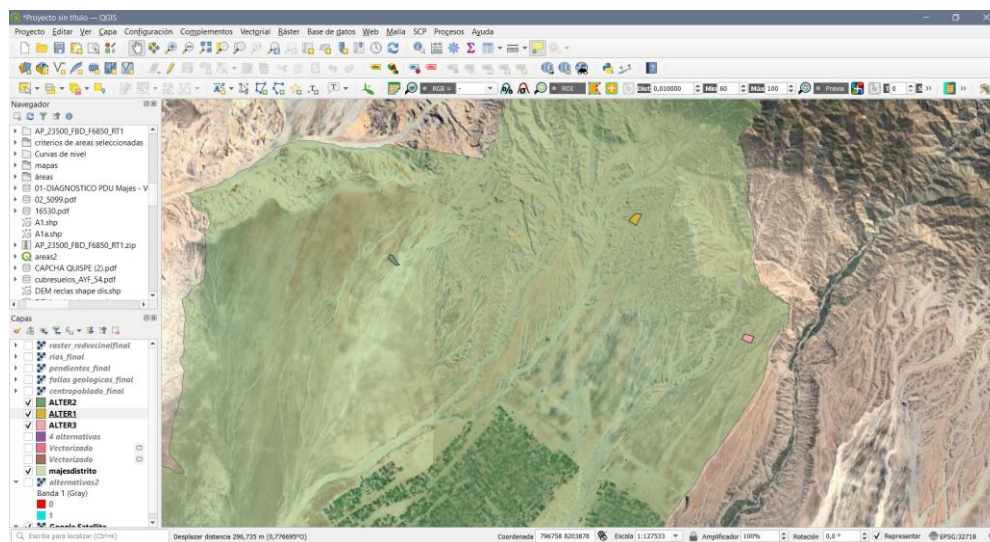 *Proyecto sin título — QGIS
Proyecto Editar Ver Capa Configuración Complementos Vectorial Ráster Base de datos Web Malla SCP Procesos Ayuda
RGB = -
ROI
Dist 0,010000
Min 60
Máx 100
Previa
Navegador
AP_23500_FBD_F6850_RT1
criterios de areas seleccionadas
Curvas de nivel
mapas
áreas
01-DIAGNOSTICO PDU Majes - V
02_5099.pdf
16530.pdf
A1.shp
A1a.shp
AP_23500_FBD_F6850_RT1.zip
areas2
CAPCHA QUISPE (2).pdf
cubresuelos_AYF_54.pdf
DEM reclas shape dis.shp
Capas
raster_redvecinalfinal
rios_final
pendientes_final
fallas geologicas_final
centropoblado_final
ALTER2
ALTER1
ALTER3
4 alternativas
Vectorizado
Vectorizado
majesdistrito
alternativas2
Banda 1 (Gray)
0
1
Google Satellite
Escriba para localizar (Ctrl+K)
Desplazar distancia 296,735 m (0,776695°)
Coordenada 796758 8203878
Escala 1:127533
Amplificador 100%
Rotación 0,0 °
Representar
EPSG:32718